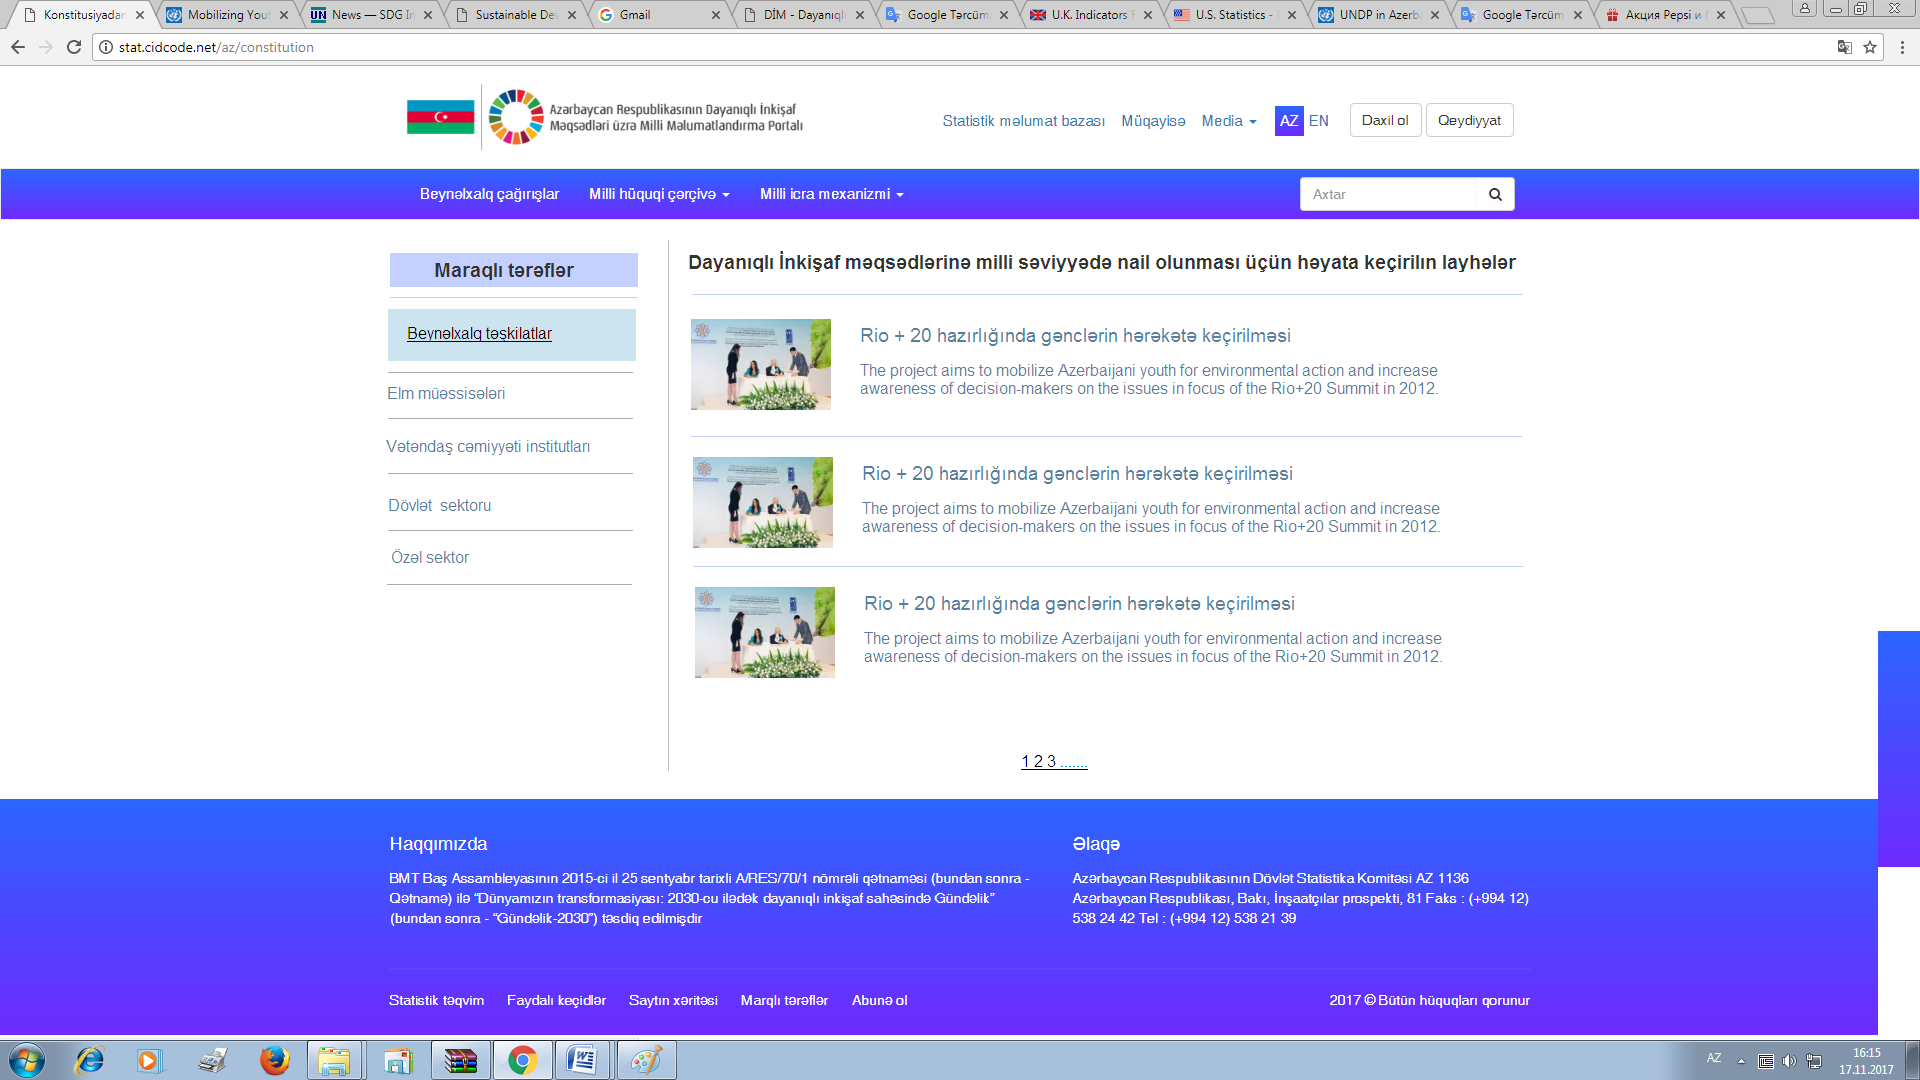 Konstitusiyadan
Mobilizing You
News — SDG In
Sustainable De
Gmail
DİM - Dayanıqlı
Google Tərcüm
U.K. Indicators
U.S. Statistics -
UNDP in Azerb
Google Tərcüm
Акция Pepsi и
stat.cidcode.net/az/constitution
Azərbaycan Respublikasının Dayanıqlı İnkişaf
Məqsədləri üzrə Milli Məlumatlandırma Portalı
Statistik məlumat bazası Müqayisə Media AZ EN Daxil ol Qeydiyyat
Beynəlxalq çağırışlar Milli hüquqi çərçivə Milli icra mexanizmi Axtar
Maraqlı tərəflər
Beynəlxalq təşkilatlar
Elm müəssisələri
Vətəndaş cəmiyyəti institutları
Dövlət sektoru
Özəl sektor
Dayanıqlı İnkişaf məqsədlərinə milli səviyyədə nail olunması üçün həyata keçirilın layhələr
Rio + 20 hazırlığında gənclərin hərəkətə keçirilməsi
The project aims to mobilize Azerbaijani youth for environmental action and increase
awareness of decision-makers on the issues in focus of the Rio+20 Summit in 2012.
Rio + 20 hazırlığında gənclərin hərəkətə keçirilməsi
The project aims to mobilize Azerbaijani youth for environmental action and increase
awareness of decision-makers on the issues in focus of the Rio+20 Summit in 2012.
Rio + 20 hazırlığında gənclərin hərəkətə keçirilməsi
The project aims to mobilize Azerbaijani youth for environmental action and increase
awareness of decision-makers on the issues in focus of the Rio+20 Summit in 2012.
1 2 3 .......
Haqqımızda
BMT Baş Assambleyasının 2015-ci il 25 sentyabr tarixli A/RES/70/1 nömrəli qətnaməsi (bundan sonra -
Qətnamə) ilə “Dünyamızın transformasiyası: 2030-cu ilədək dayanıqlı inkişaf sahəsində Gündəlik”
(bundan sonra - “Gündəlik-2030”) təsdiq edilmişdir
Əlaqə
Azərbaycan Respublikasının Dövlət Statistika Komitəsi AZ 1136
Azərbaycan Respublikası, Bakı, İnşaatçılar prospekti, 81 Faks : (+994 12)
538 24 42 Tel : (+994 12) 538 21 39
Statistik təqvim Faydalı keçidlər Saytın xəritəsi Marqlı tərəflər Abunə ol
2017 © Bütün hüquqları qorunur
AZ
16:15
17.11.2017